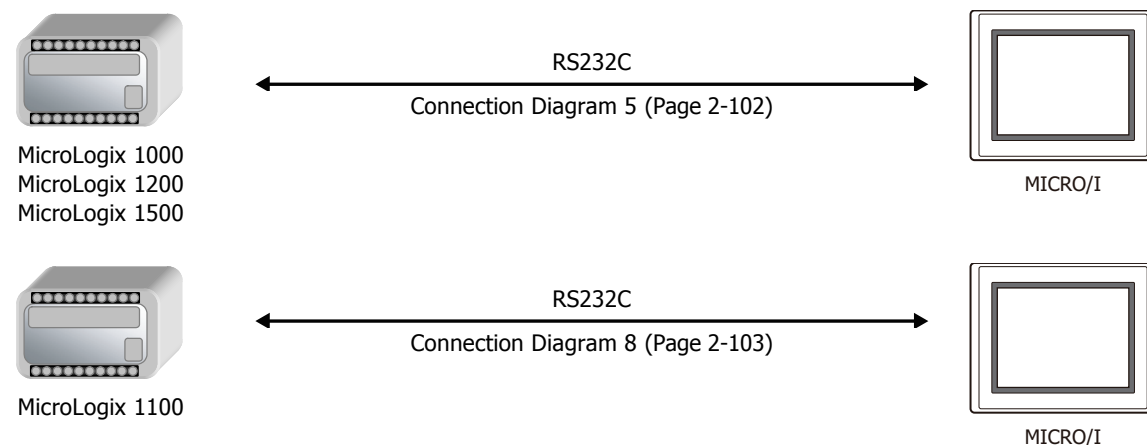 RS232C
Connection Diagram 5 (Page 2-102)
MicroLogix 1000
MicroLogix 1200
MicroLogix 1500
MICRO/I
RS232C
Connection Diagram 8 (Page 2-103)
MicroLogix 1100
MICRO/I